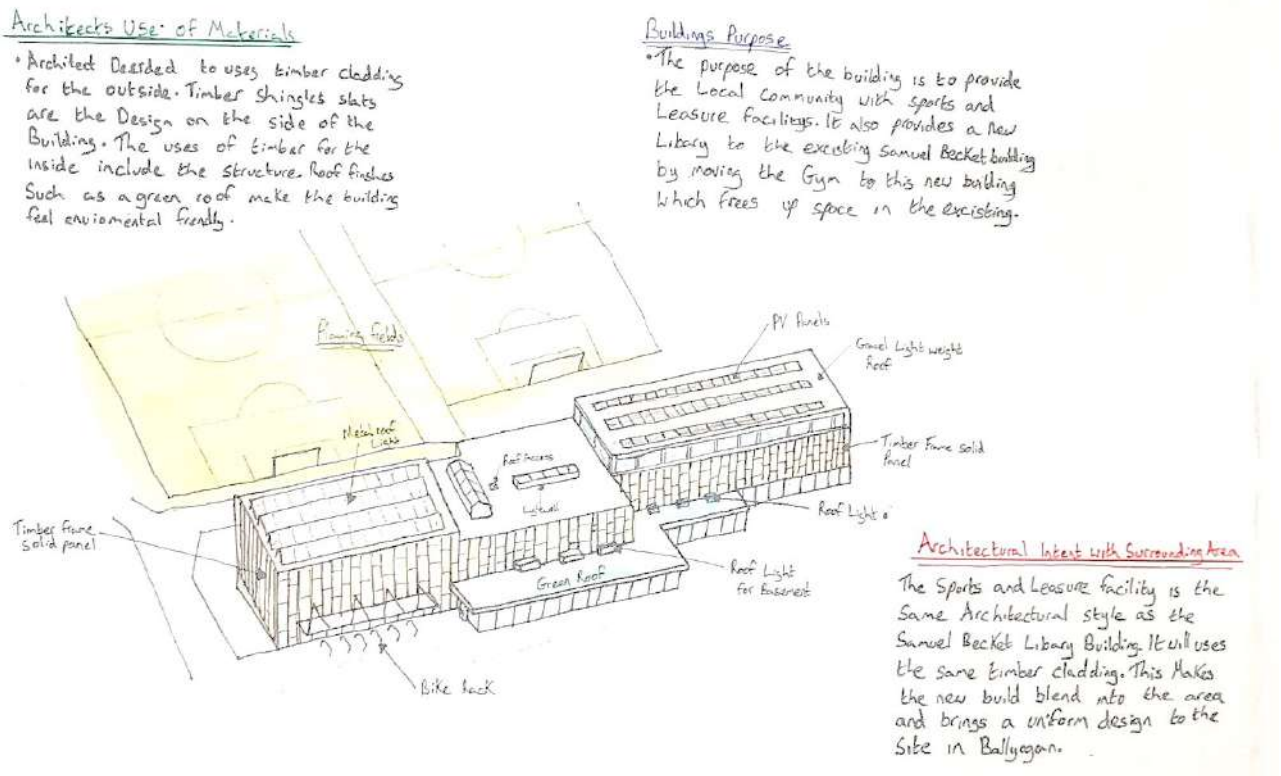 Architects Use of Materials
• Architect Decided to uses timber cladding
for the outside. Timber Shingles slats
are the Design on the side of the
Building. The uses of timber for the
Inside include the structure. Roof finshes
Such as a green roof make the building
feel enviomental frendly.
Buildings Purpose
• The purpose of the building is to provide
the Local Community with sports and
Leasure facilitys. It also provides a new
Libary to the excisting Samuel Becket building
by moving the Gym to this new building
which frees up space in the excisting.
Playing fields
PV Panels
Gravel Light weight
Roof
Metal roof
Light
Roof Access
Timber Frame solid
Panel
Roof Light
Timber frame
solid panel
Green Roof
Roof Light
for Basement
Bike Rack
Architectural Intent with Surrounding Area
The Sports and Leasure facility is the
Same Architectural style as the
Samuel Becket Libary Building. It will uses
the same timber cladding. This Makes
the new build blend into the area
and brings a uniform design to the
Site in Ballyogan.